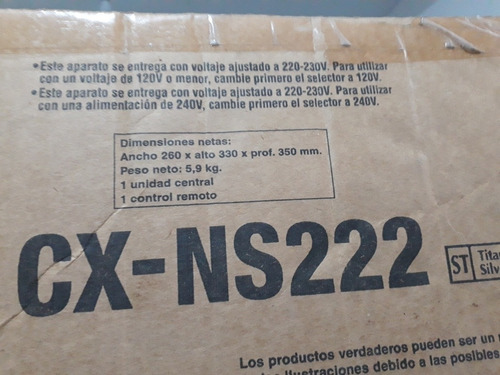 •Este aparato se entrega con voltaje ajustado a 220-230V. Para utilizar
con un voltaje de 120V o menor, cambie primero el selector a 120V.
•Este aparato se entrega con voltaje ajustado a 220-230V. Para utilizar
con una alimentación de 240V, cambie primero el selector a 240V.
Dimensiones netas:
Ancho 260 x alto 330 x prof. 350 mm.
Peso neto: 5,9 kg.
1 unidad central
1 control remoto
CX-NS222
ST
Tita
Silv
Los productos verdaderos pueden ser un
ilustraciones debido a las posibles